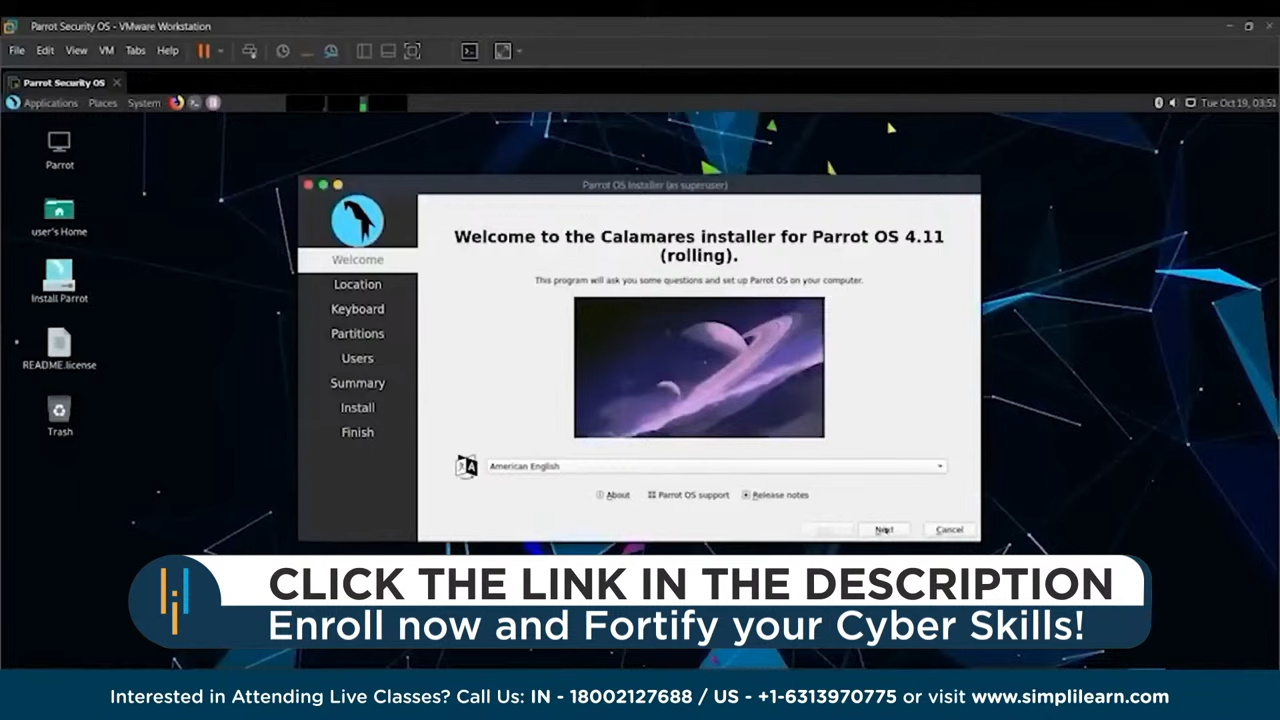 Parrot Security OS - VMware Workstation
File Edit View VM Tabs Help
Parrot Security OS
Applications Places System Tue Oct 19, 03:51
Parrot
user's Home
Install Parrot
README.license
Trash
Parrot OS Installer (as superuser)
Welcome
Location
Keyboard
Partitions
Users
Summary
Install
Finish
Welcome to the Calamares installer for Parrot OS 4.11
(rolling).
This program will ask you some questions and set up Parrot OS on your computer.
American English
About Parrot OS support Release notes
Next Cancel
CLICK THE LINK IN THE DESCRIPTION
Enroll now and Fortify your Cyber Skills!
Interested in Attending Live Classes? Call Us: IN - 18002127688 / US - +1-6313970775 or visit www.simplilearn.com